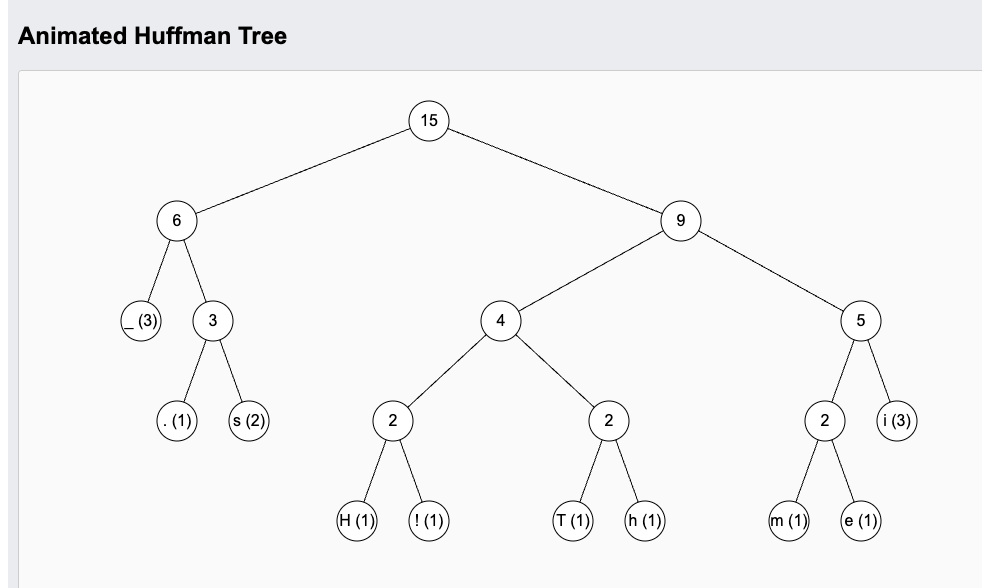 Animated Huffman Tree
15
6 9
_ (3) 3 4 5
. (1) s (2) 2 2 2 i (3)
H (1) ! (1) T (1) h (1) m (1) e (1)